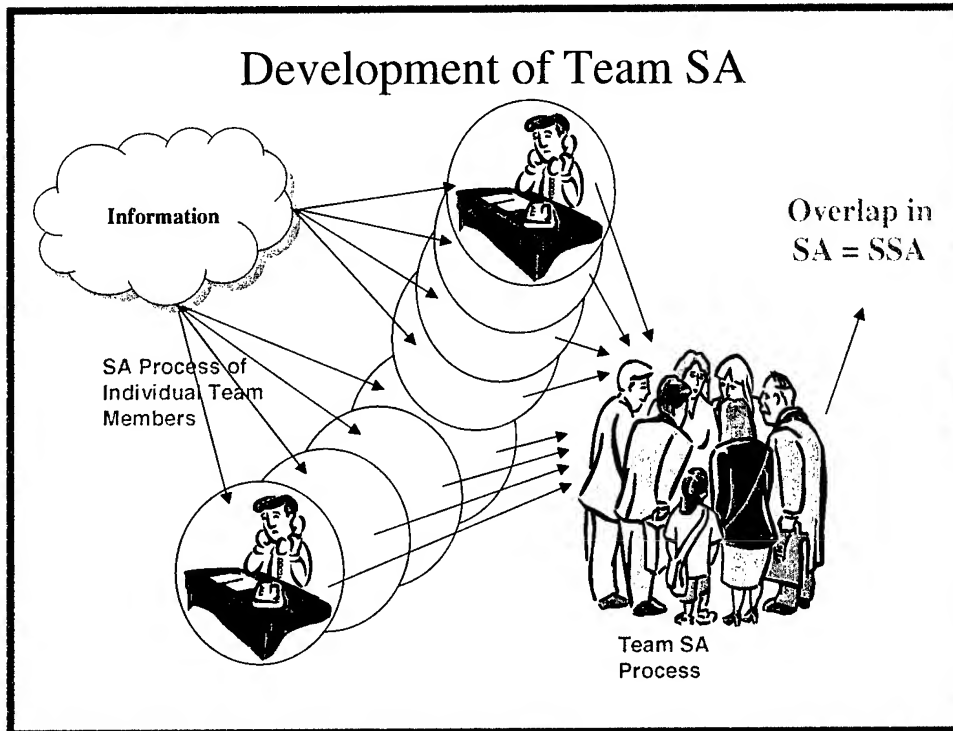 Development of Team SA
Information
Overlap in
SA = SSA
SA Process of
Individual Team
Members
Team SA
Process